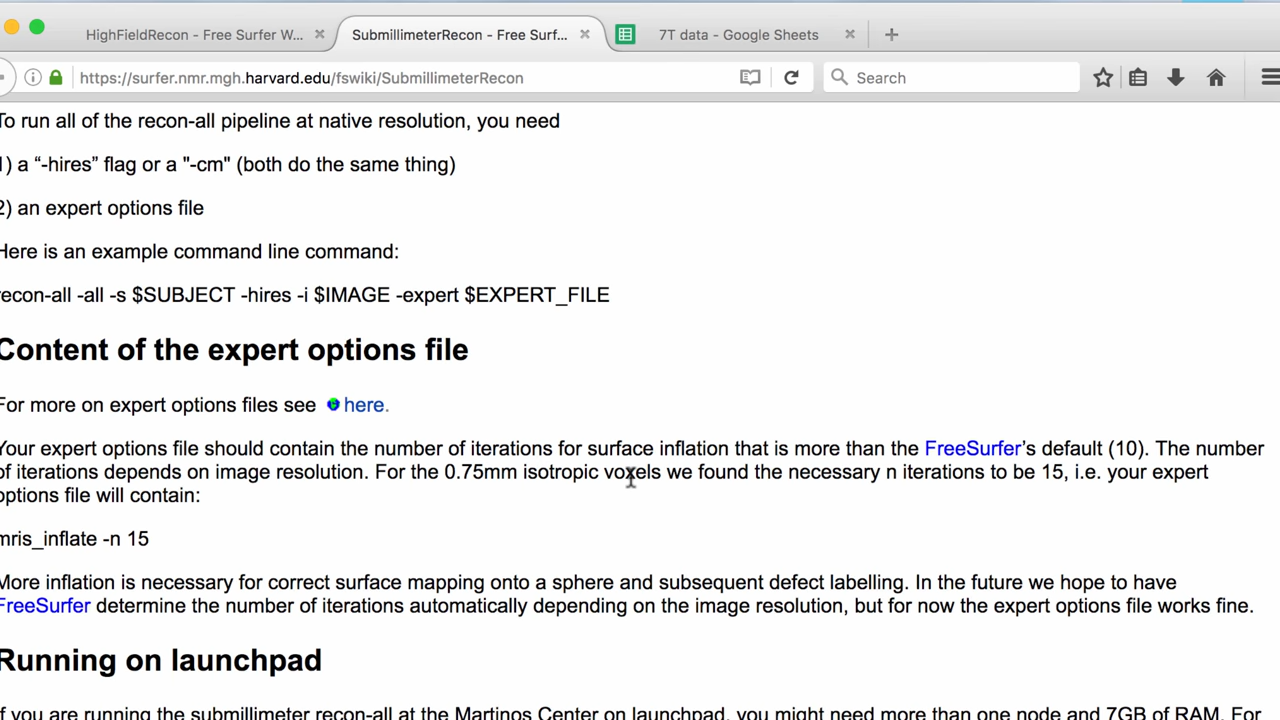 HighFieldRecon - Free Surfer W...
SubmillimeterRecon - Free Surf...
7T data - Google Sheets
https://surfer.nmr.mgh.harvard.edu/fswiki/SubmillimeterRecon
Search
To run all of the recon-all pipeline at native resolution, you need
1) a “-hires” flag or a "-cm" (both do the same thing)
2) an expert options file
Here is an example command line command:
recon-all -all -s $SUBJECT -hires -i $IMAGE -expert $EXPERT_FILE
Content of the expert options file
For more on expert options files see here.
Your expert options file should contain the number of iterations for surface inflation that is more than the FreeSurfer’s default (10). The number
of iterations depends on image resolution. For the 0.75mm isotropic voxels we found the necessary n iterations to be 15, i.e. your expert
options file will contain:
mris_inflate -n 15
More inflation is necessary for correct surface mapping onto a sphere and subsequent defect labelling. In the future we hope to have
FreeSurfer determine the number of iterations automatically depending on the image resolution, but for now the expert options file works fine.
Running on launchpad
If you are running the submillimeter recon-all at the Martinos Center on launchpad, you might need more than one node and 7GB of RAM. For